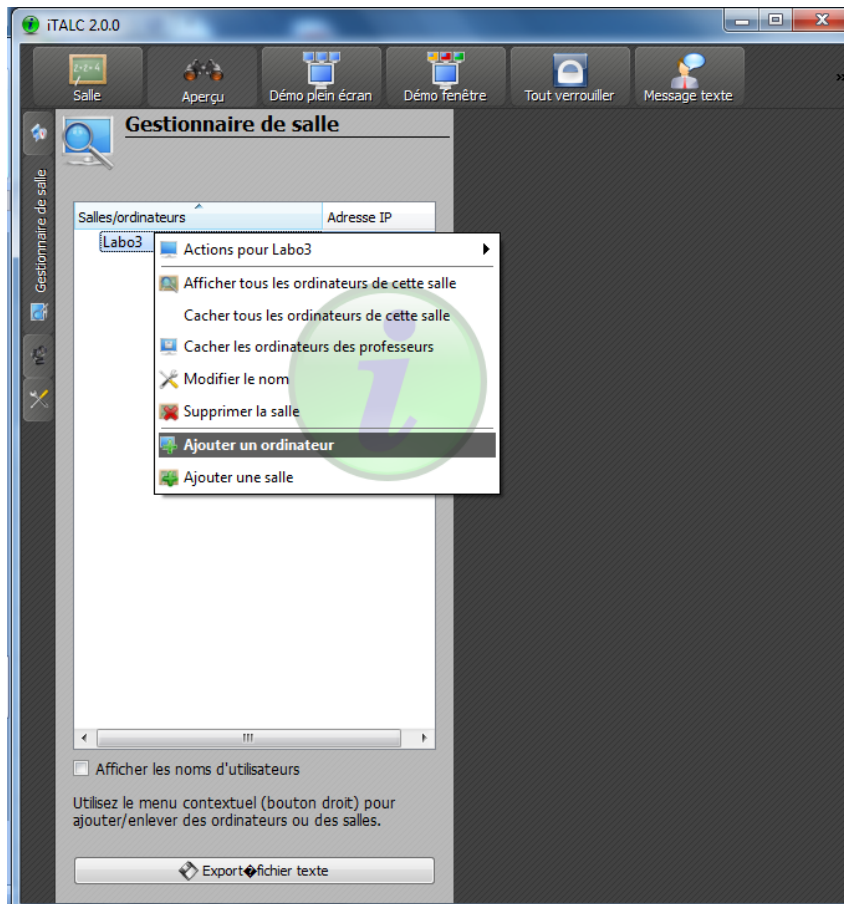 iTALC 2.0.0
Salle
Aperçu
Démo plein écran
Démo fenêtre
Tout verrouiller
Message texte
»
Gestionnaire de salle
Gestionnaire de salle
Salles/ordinateurs
Adresse IP
Labo3
Actions pour Labo3
Afficher tous les ordinateurs de cette salle
Cacher tous les ordinateurs de cette salle
Cacher les ordinateurs des professeurs
Modifier le nom
Supprimer la salle
Ajouter un ordinateur
Ajouter une salle
Afficher les noms d'utilisateurs
Utilisez le menu contextuel (bouton droit) pour
ajouter/enlever des ordinateurs ou des salles.
Export�fichier texte